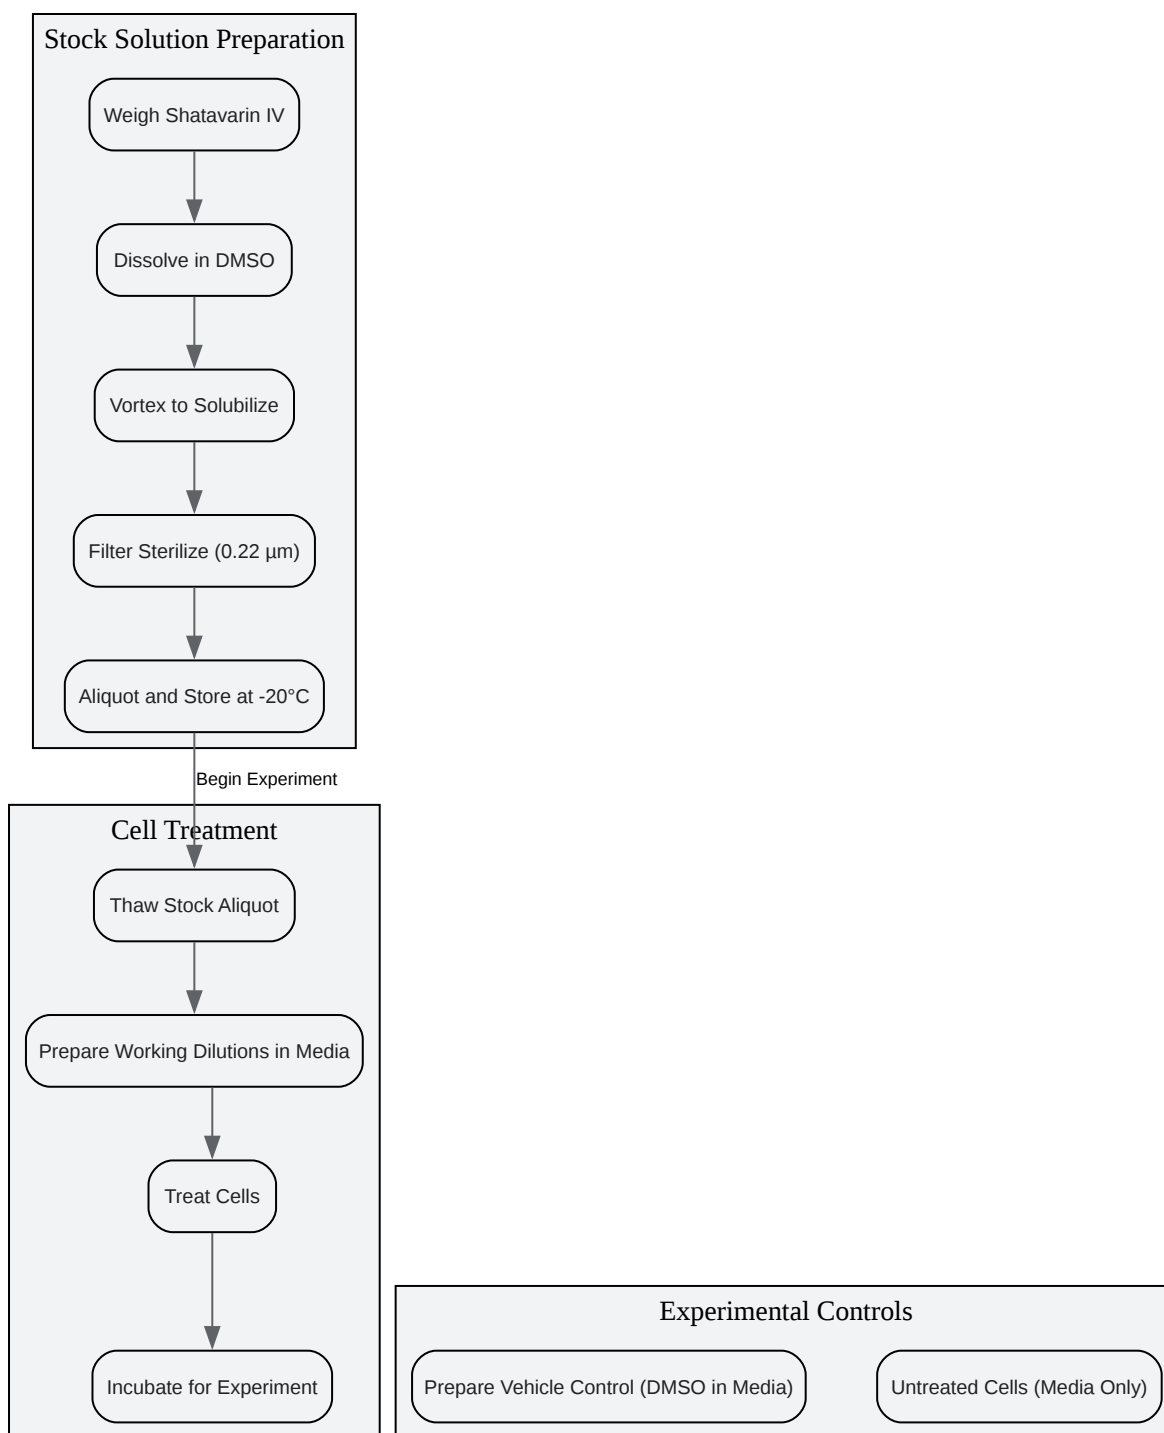 Stock Solution Preparation
Weigh Shatavarin IV
Dissolve in DMSO
Vortex to Solubilize
Filter Sterilize (0.22 µm)
Aliquot and Store at -20°C
Begin Experiment
Cell Treatment
Thaw Stock Aliquot
Prepare Working Dilutions in Media
Treat Cells
Incubate for Experiment
Experimental Controls
Prepare Vehicle Control (DMSO in Media)
Untreated Cells (Media Only)